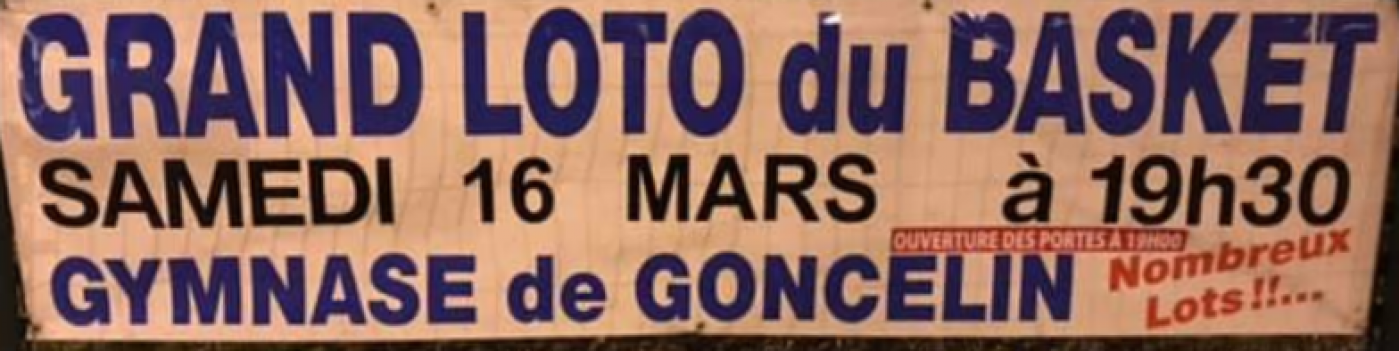 GRAND LOTO du BASKET
SAMEDI 16 MARS à 19h30
OUVERTURE DES PORTES À 19H00
GYMNASE de GONCELIN
Nombreux
Lots!!...